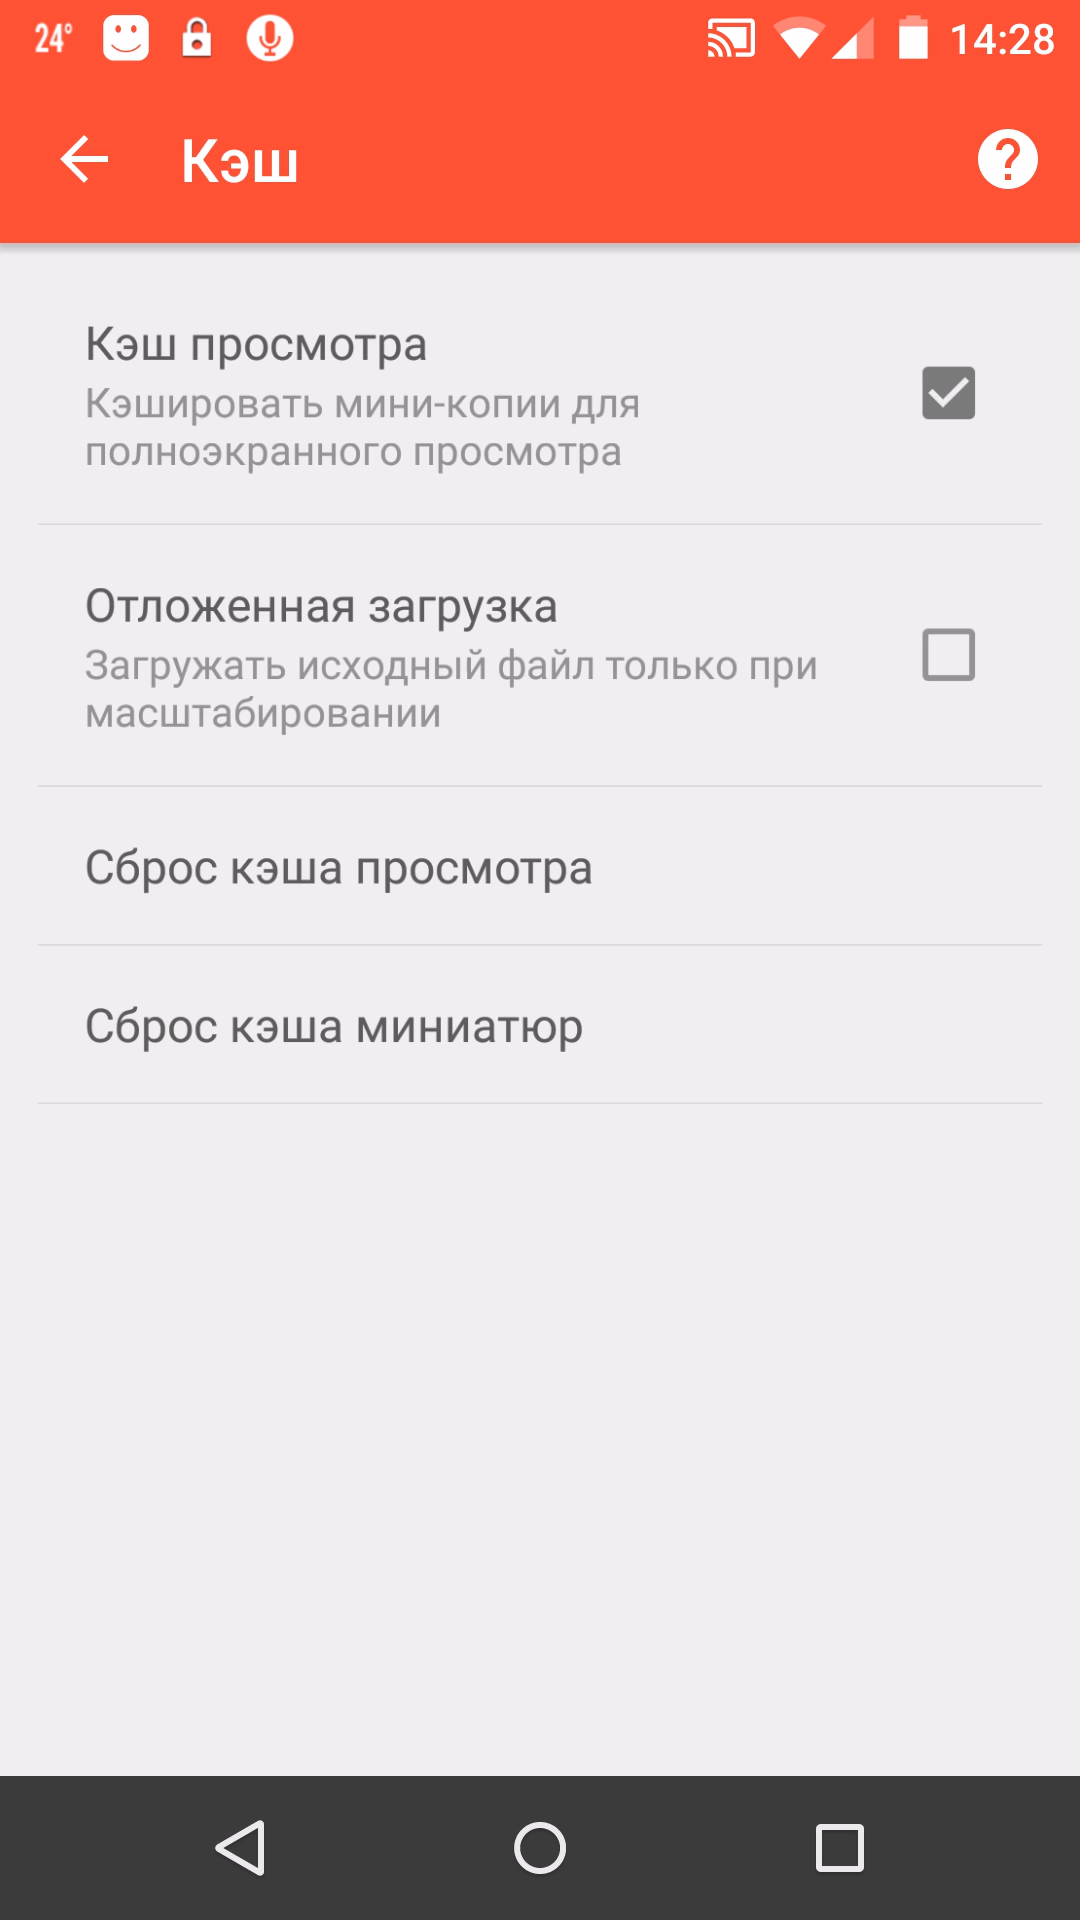 24° 14:28
Кэш
Кэш просмотра
Кэшировать мини-копии для
полноэкранного просмотра
Отложенная загрузка
Загружать исходный файл только при
масштабировании
Сброс кэша просмотра
Сброс кэша миниатюр